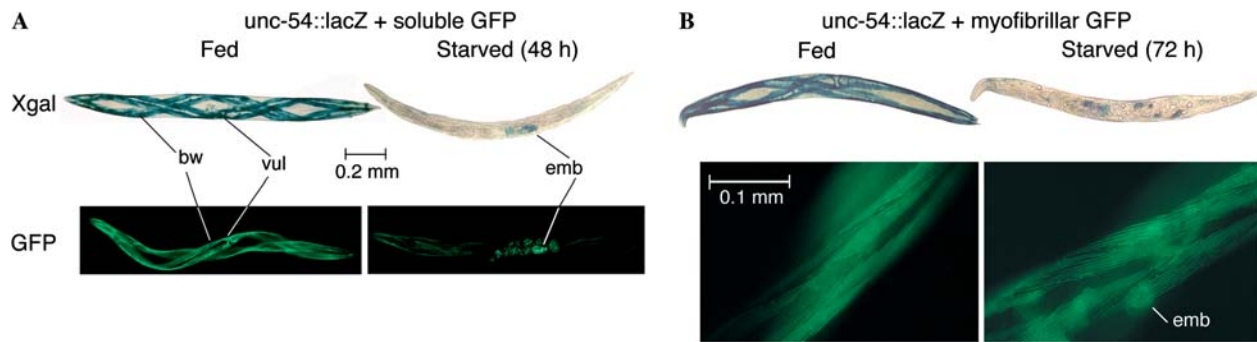 A
unc-54::lacZ + soluble GFP
Fed
Starved (48 h)
Xgal
bw
vul
0.2 mm
emb
GFP
B
unc-54::lacZ + myofibrillar GFP
Fed
Starved (72 h)
0.1 mm
emb